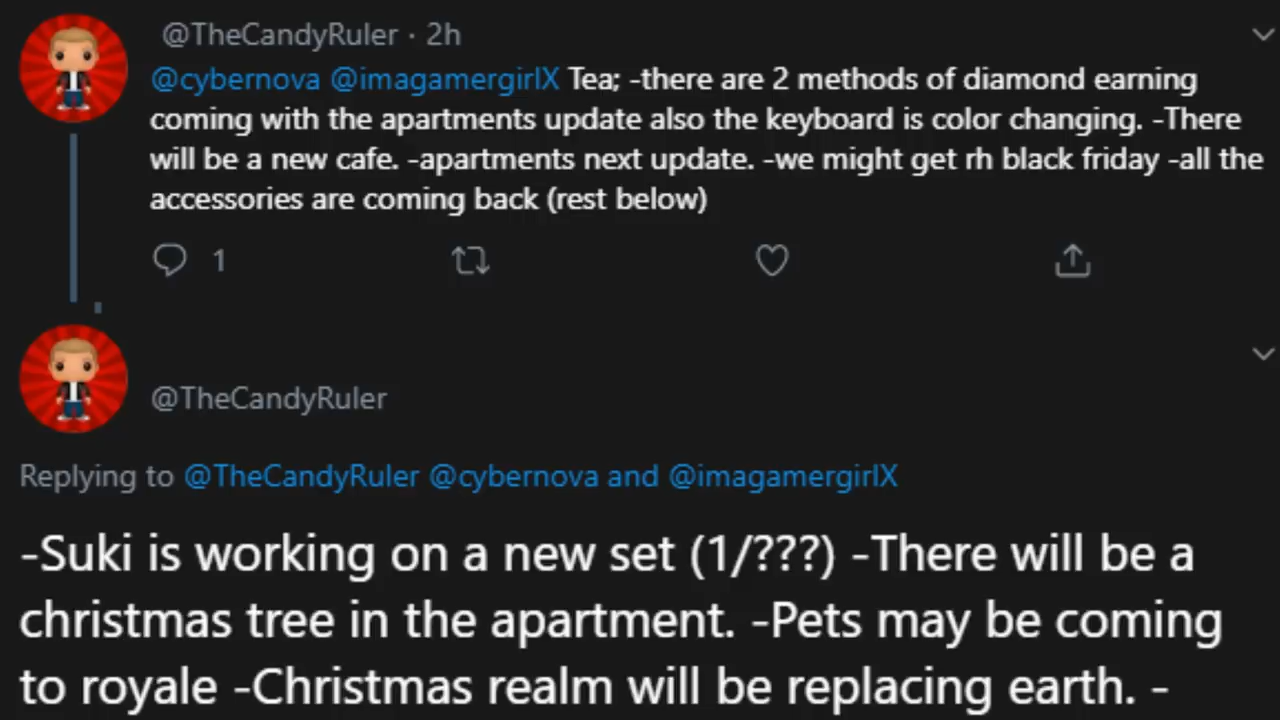 @TheCandyRuler · 2h
@cybernova @imagamergirlX Tea; -there are 2 methods of diamond earning
coming with the apartments update also the keyboard is color changing. -There
will be a new cafe. -apartments next update. -we might get rh black friday -all the
accessories are coming back (rest below)
1
@TheCandyRuler
Replying to @TheCandyRuler @cybernova and @imagamergirlX
-Suki is working on a new set (1/???) -There will be a
christmas tree in the apartment. -Pets may be coming
to royale -Christmas realm will be replacing earth. -